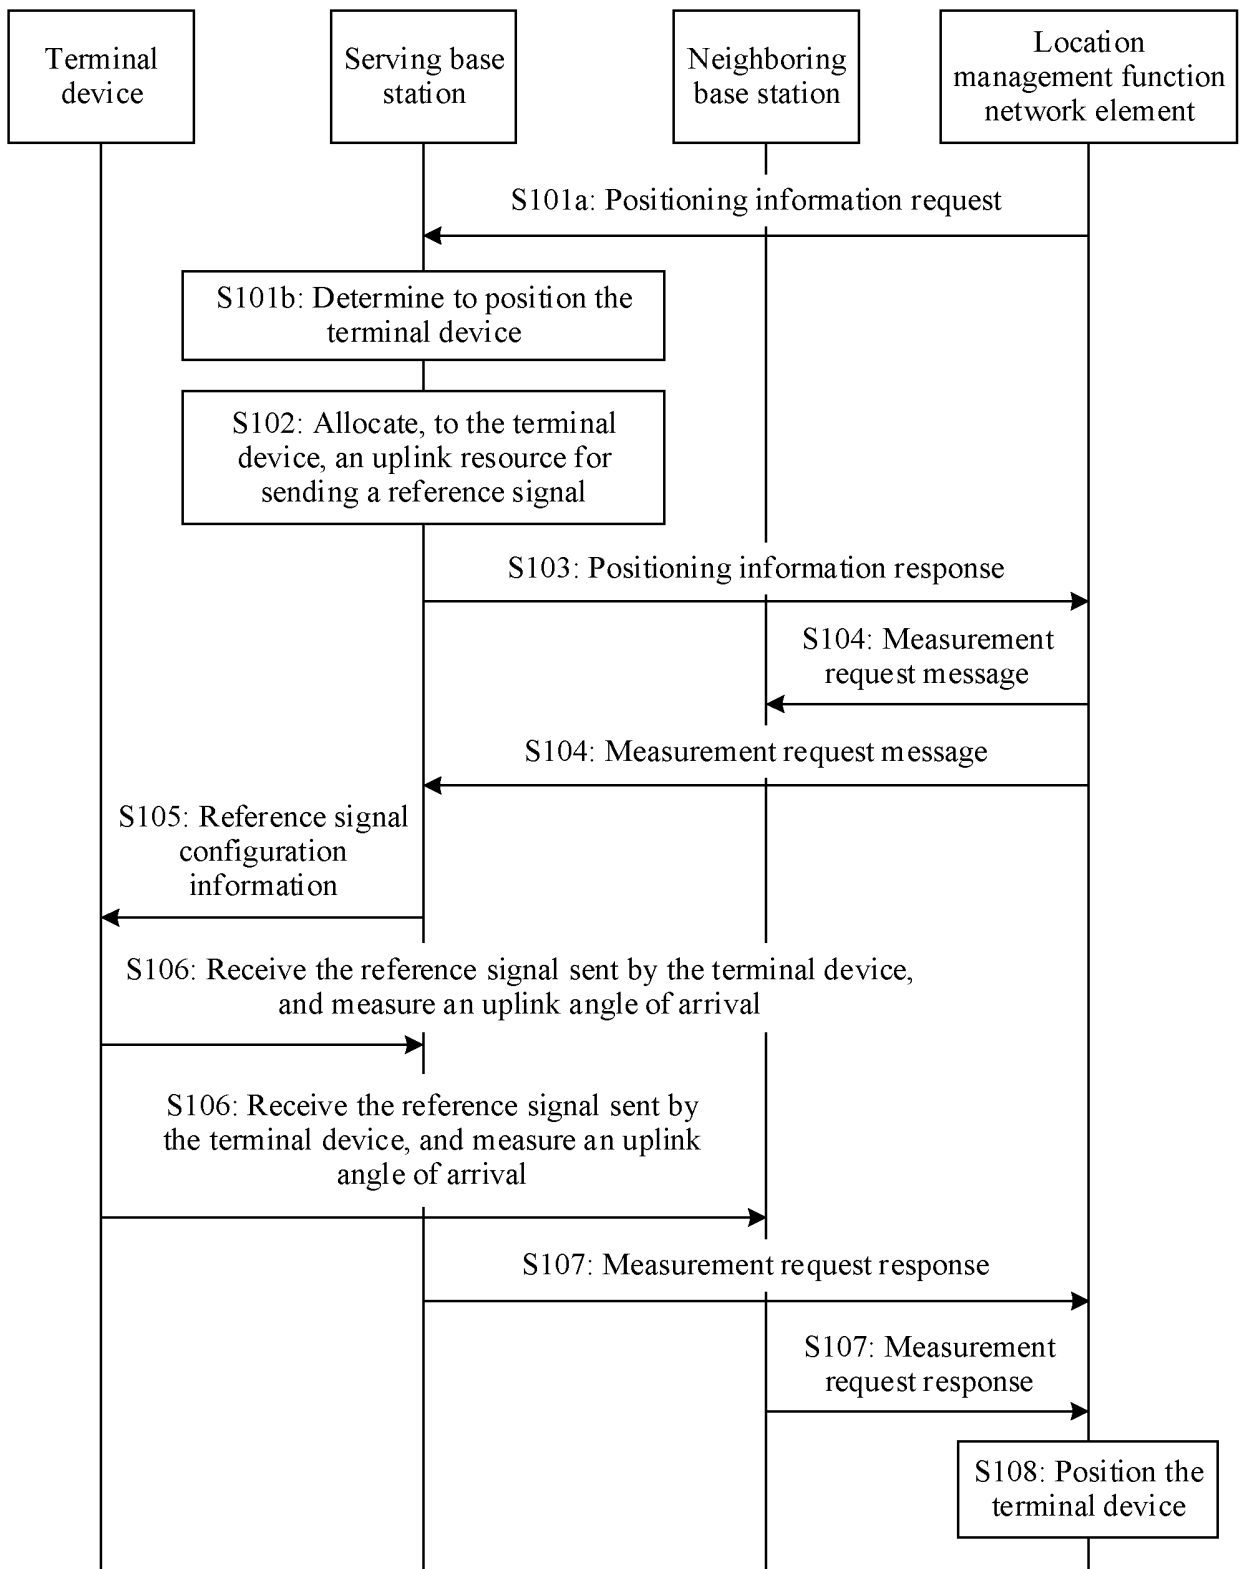 Terminal
device
Serving base
station
Neighboring
base station
Location
management function
network element
S101a: Positioning information request
S101b: Determine to position the
terminal device
S102: Allocate, to the terminal
device, an uplink resource for
sending a reference signal
S103: Positioning information response
S104: Measurement
request message
S104: Measurement request message
S105: Reference signal
configuration
information
S106: Receive the reference signal sent by the terminal device,
and measure an uplink angle of arrival
S106: Receive the reference signal sent by
the terminal device, and measure an uplink
angle of arrival
S107: Measurement request response
S107: Measurement
request response
S108: Position the
terminal device